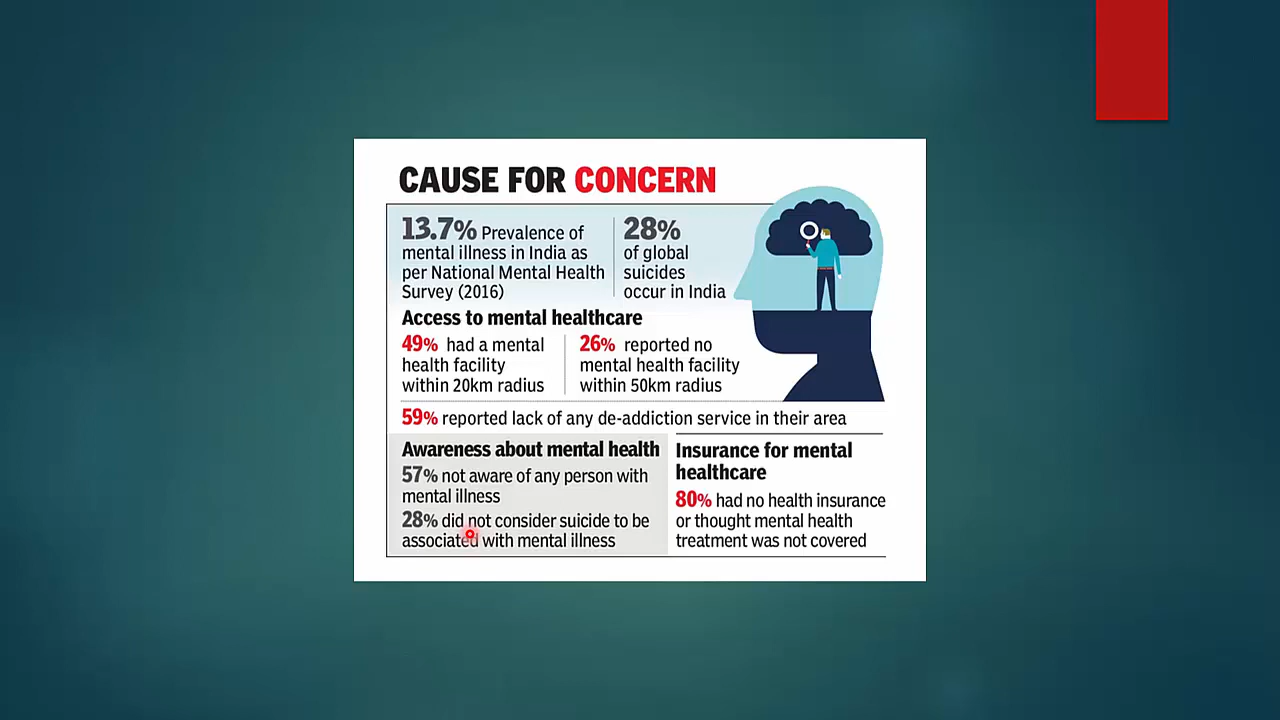 CAUSE FOR CONCERN
13.7% Prevalence of
mental illness in India as
per National Mental Health
Survey (2016)
28%
of global
suicides
occur in India
Access to mental healthcare
49% had a mental
health facility
within 20km radius
26% reported no
mental health facility
within 50km radius
59% reported lack of any de-addiction service in their area
Awareness about mental health
57% not aware of any person with
mental illness
28% did not consider suicide to be
associated with mental illness
Insurance for mental
healthcare
80% had no health insurance
or thought mental health
treatment was not covered